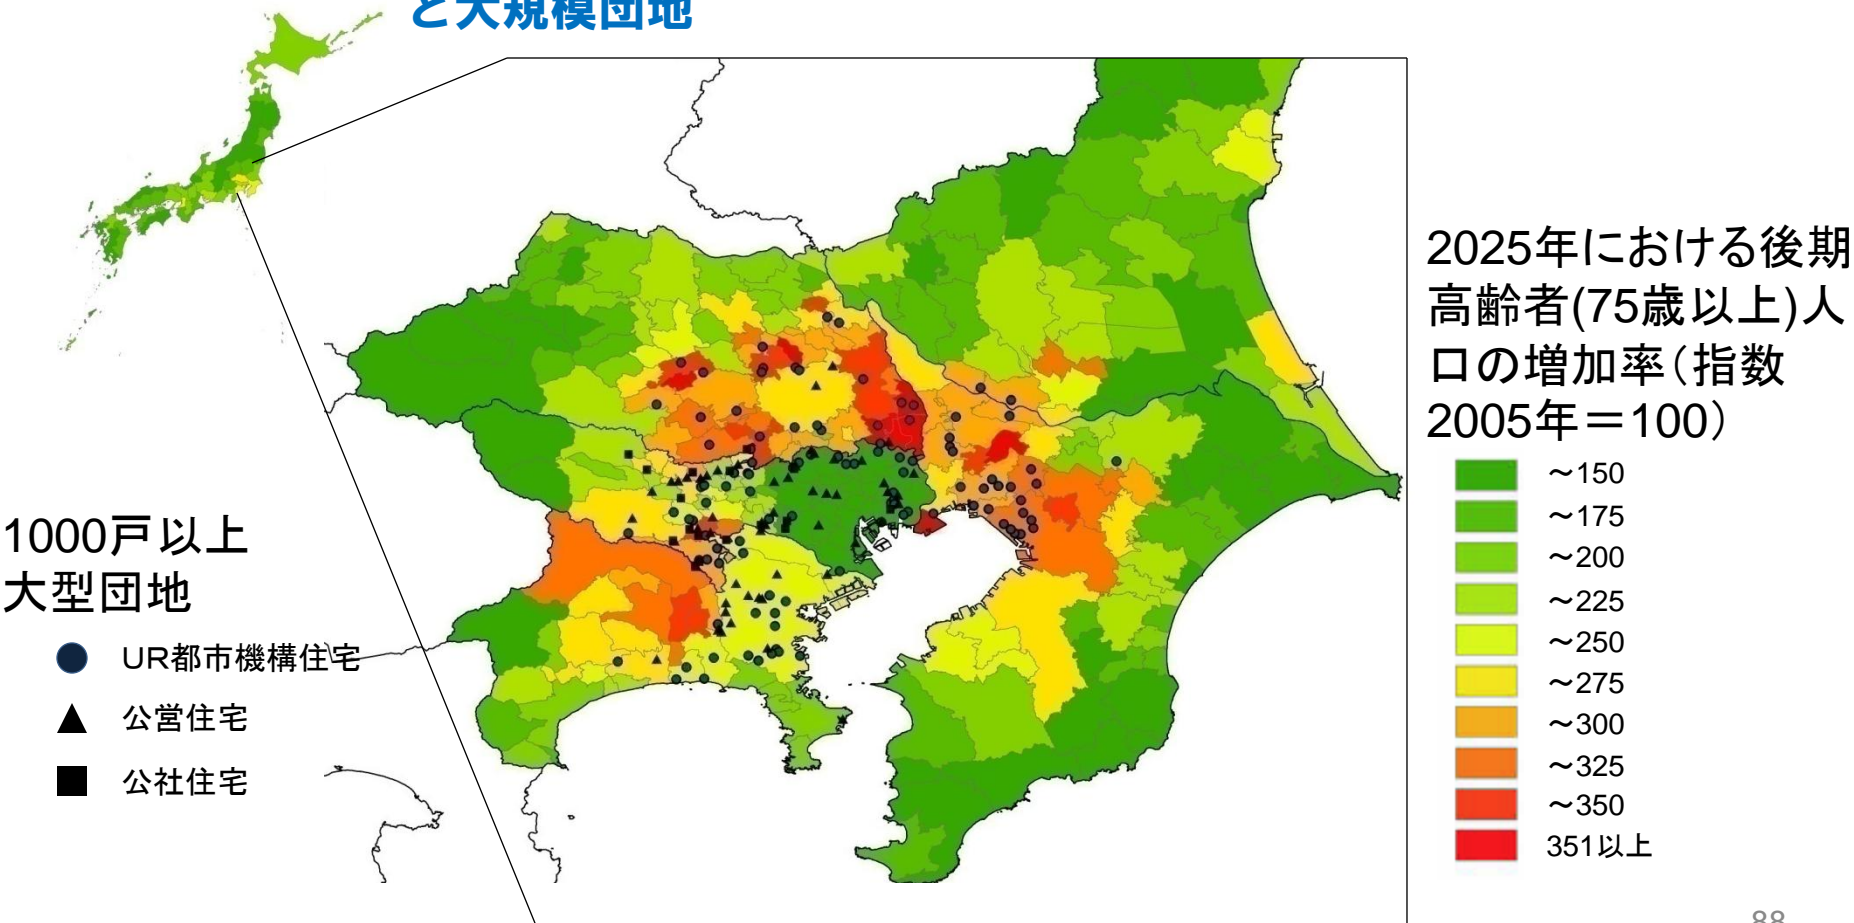 と大規模団地
2025年における後期
高齢者(75歳以上)人
口の増加率（指数
2005年＝100）
～150
～175
～200
～225
～250
～275
～300
～325
～350
351以上
1000戸以上
大型団地
UR都市機構住宅
公営住宅
公社住宅
88